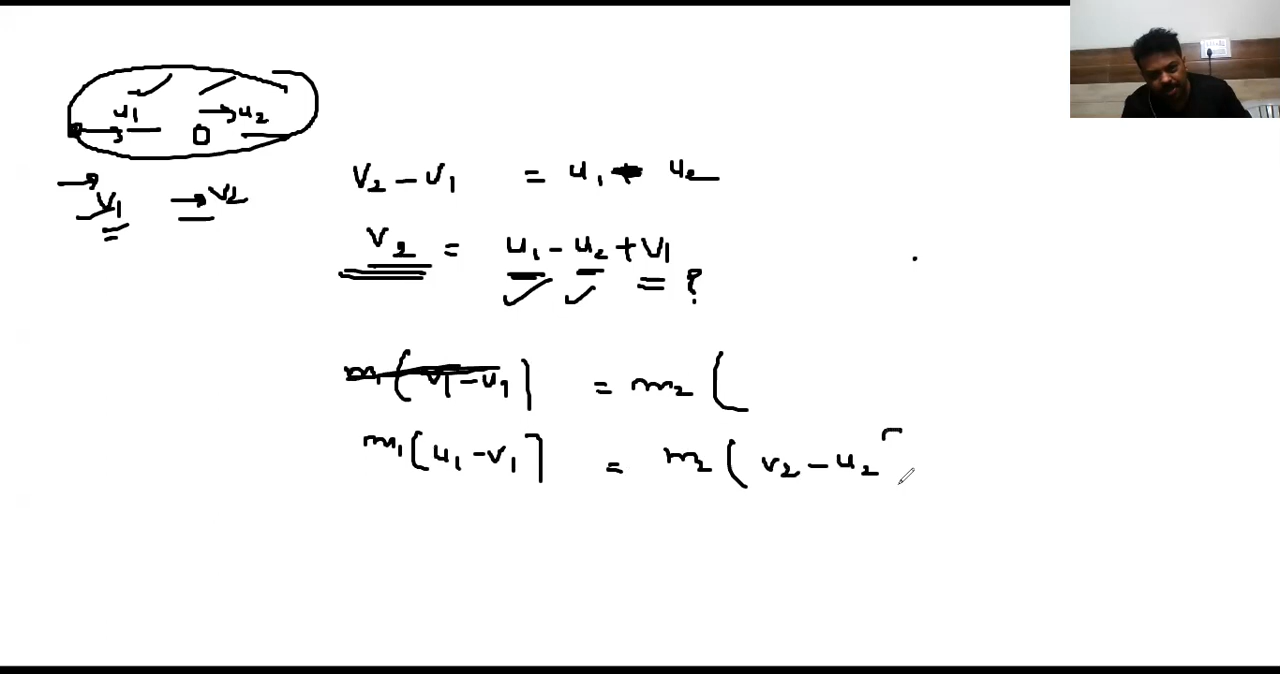 u1 u2
v1 v2
v2 - v1 = u1 - u2
v2 = u1 - u2 + v1
?
m1(v1 - u1] = m2(
m1[u1 - v1] = m2(v2 - u2